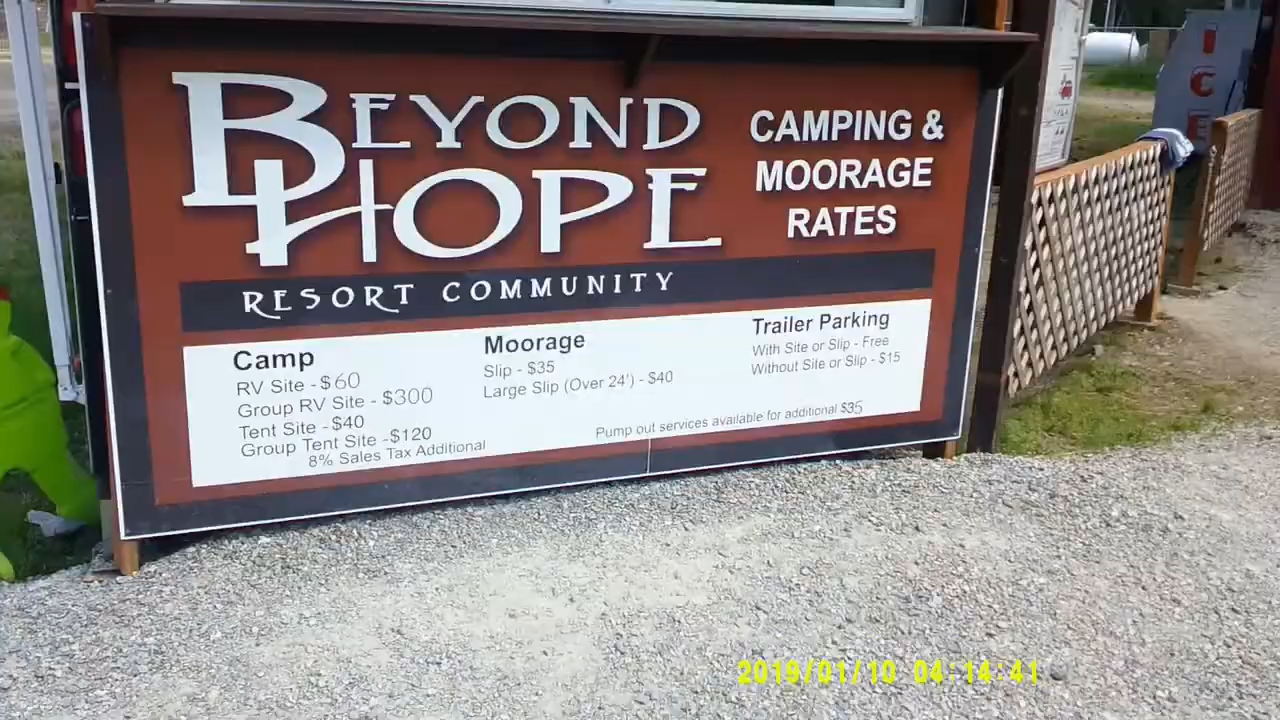 BEYOND
HOPE
RESORT COMMUNITY
CAMPING &
MOORAGE
RATES
Camp
RV Site - $60
Group RV Site - $300
Tent Site - $40
Group Tent Site - $120
8% Sales Tax Additional
Moorage
Slip - $35
Large Slip (Over 24') - $40
Trailer Parking
With Site or Slip - Free
Without Site or Slip - $15
Pump out services available for additional $35
ICE
2019/01/10 04:14:41